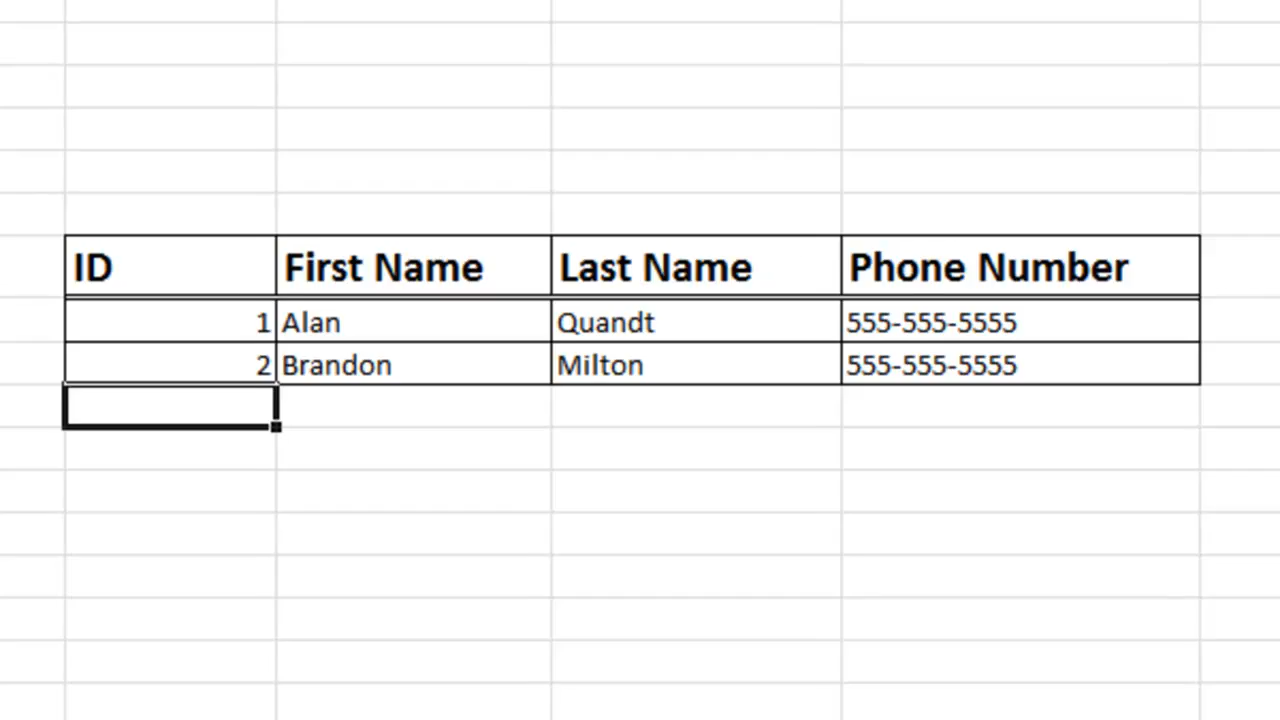 ID First Name Last Name Phone Number
1 Alan Quandt 555-555-5555
2 Brandon Milton 555-555-5555